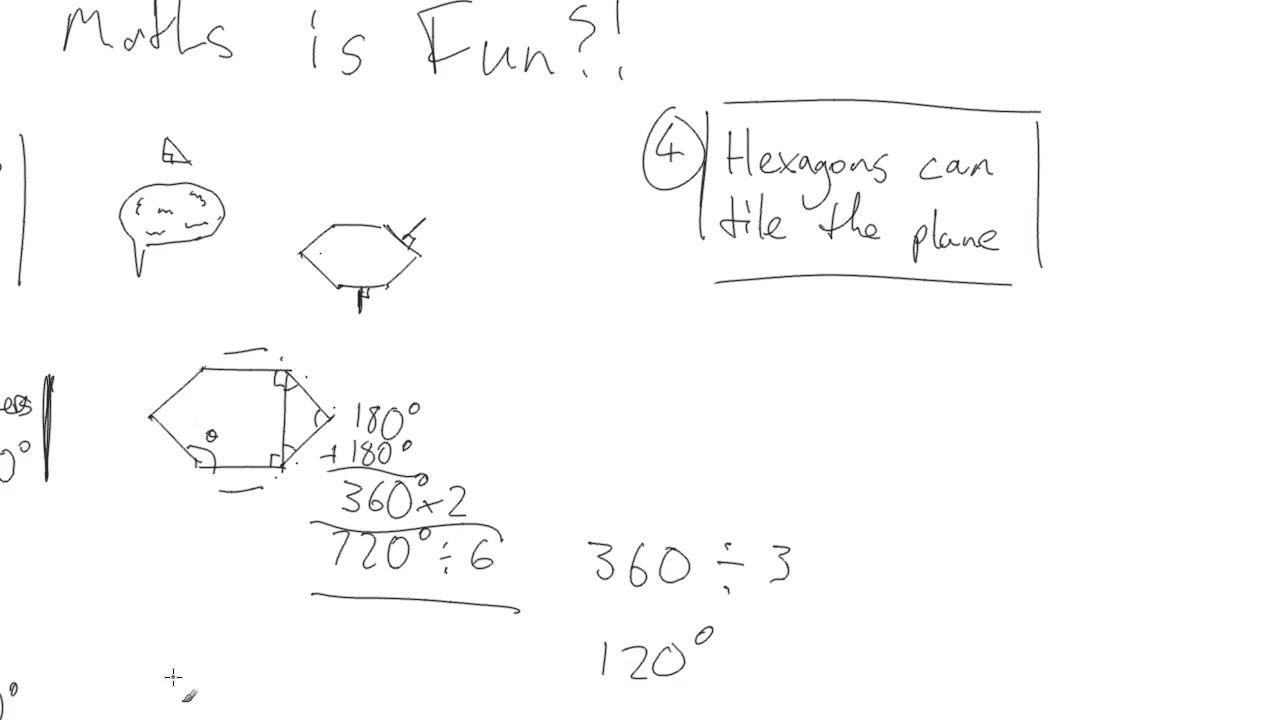 Maths is Fun?!
4 Hexagons can
tile the plane
θ
180°
+ 180°
360° × 2
720° ÷ 6
360 ÷ 3
120°